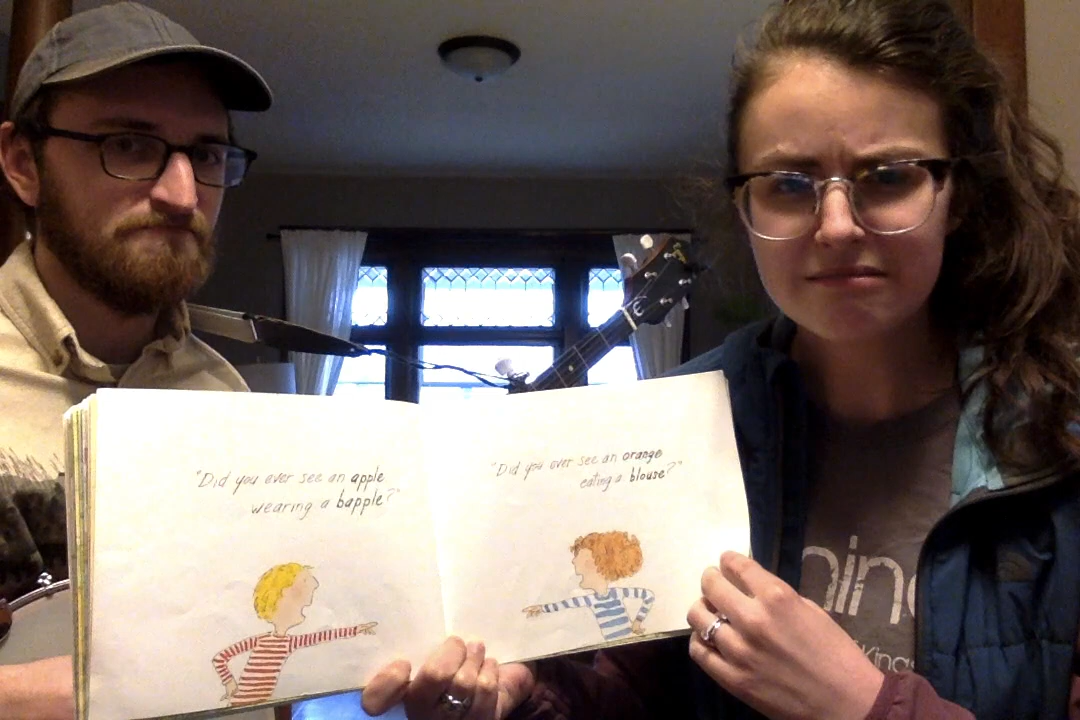 "Did you ever see an apple
wearing a bapple?"
"Did you ever see an orange
eating a blouse?"